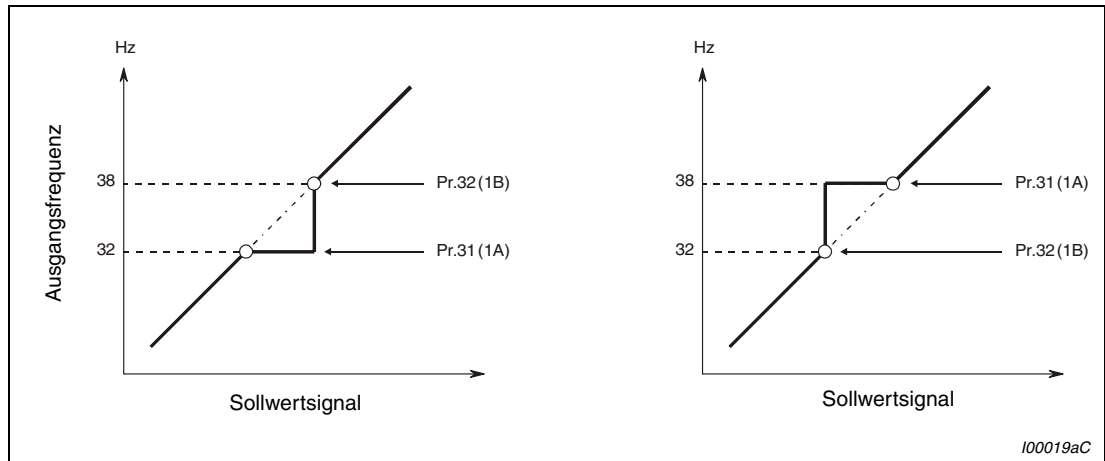 Hz
Ausgangsfrequenz
38
Pr.32 (1B)
32
Pr.31 (1A)
Sollwertsignal
Hz
38
Pr.31 (1A)
32
Pr.32 (1B)
Sollwertsignal
I00019aC